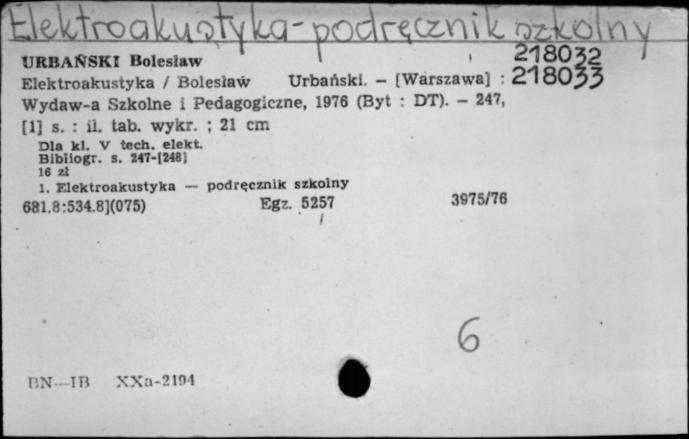 Elektroakustyka-podręcznik szkolny
URBAŃSKI Bolesław 218032
Elektroakustyka / Bolesław Urbański. — [Warszawa] : 218033
Wydaw-a Szkolne i Pedagogiczne, 1976 (Byt : DT). — 247,
[1] s. : il. tab. wykr. ; 21 cm
Dla kl. V tech. elekt.
Bibliogr. s. 247-[248]
16 zł
1. Elektroakustyka — podręcznik szkolny
681.8:534.8](075) Egz. 5257 3975/76
6
BN—IB XXa-2194